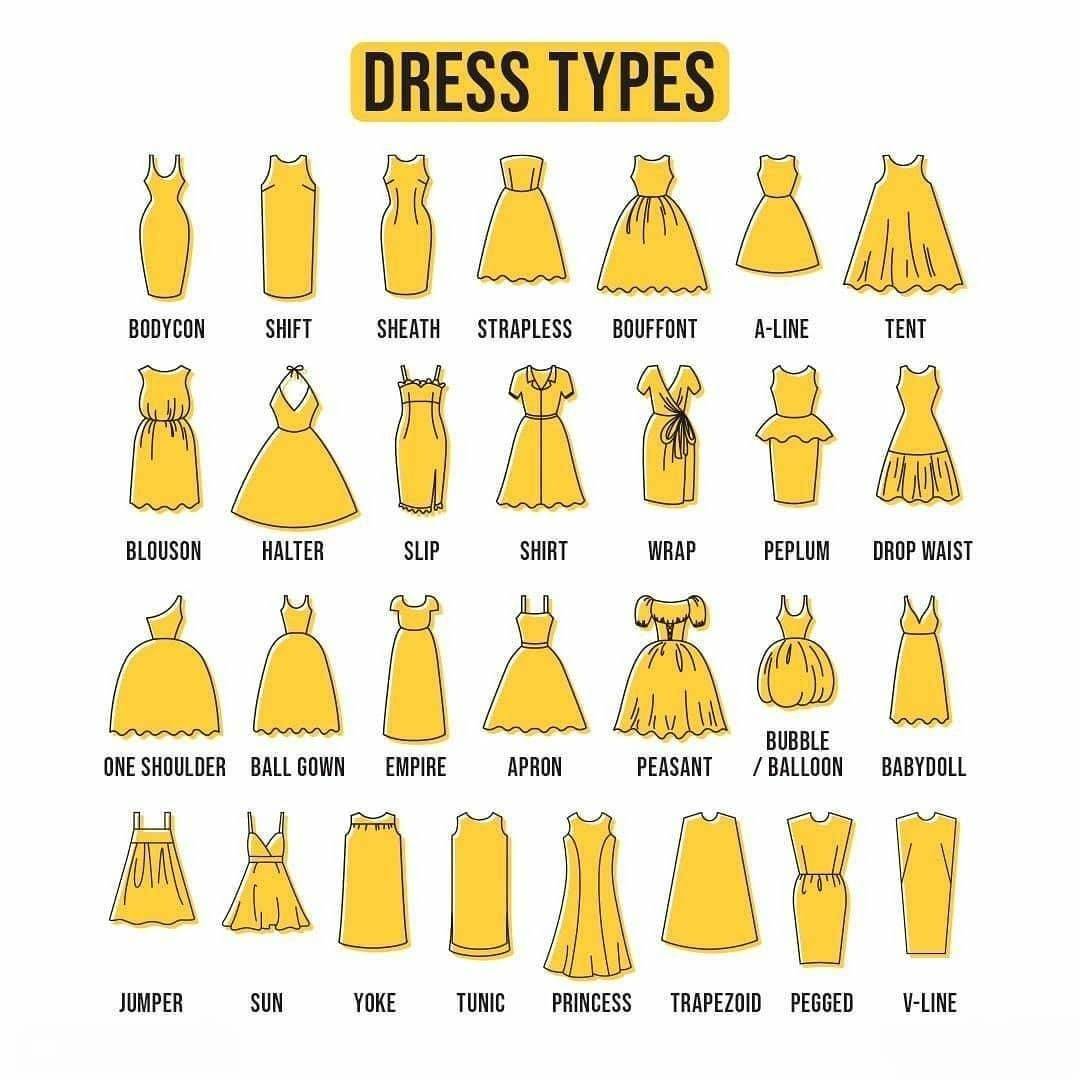 DRESS TYPES
BODYCON
SHIFT
SHEATH
STRAPLESS
BOUFFONT
A-LINE
TENT
BLOUSON
HALTER
SLIP
SHIRT
WRAP
PEPLUM
DROP WAIST
ONE SHOULDER
BALL GOWN
EMPIRE
APRON
PEASANT
BUBBLE
/ BALLOON
BABYDOLL
JUMPER
SUN
YOKE
TUNIC
PRINCESS
TRAPEZOID
PEGGED
V-LINE